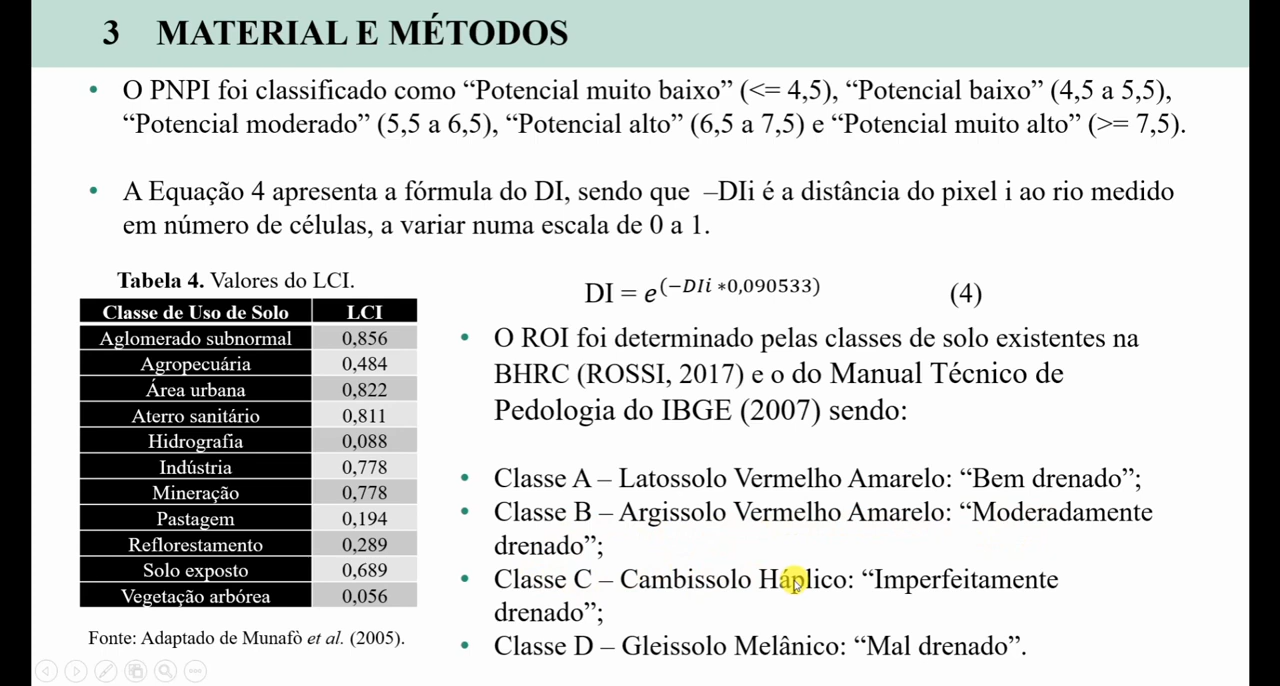 3 MATERIAL E MÉTODOS
• O PNPI foi classificado como “Potencial muito baixo” (<= 4,5), “Potencial baixo” (4,5 a 5,5),
“Potencial moderado” (5,5 a 6,5), “Potencial alto” (6,5 a 7,5) e “Potencial muito alto” (>= 7,5).
• A Equação 4 apresenta a fórmula do DI, sendo que –DIi é a distância do pixel i ao rio medido
em número de células, a variar numa escala de 0 a 1.
Tabela 4. Valores do LCI.
Classe de Uso de Solo LCI
Aglomerado subnormal 0,856
Agropecuária 0,484
Área urbana 0,822
Aterro sanitário 0,811
Hidrografia 0,088
Indústria 0,778
Mineração 0,778
Pastagem 0,194
Reflorestamento 0,289
Solo exposto 0,689
Vegetação arbórea 0,056
Fonte: Adaptado de Munafò et al. (2005).
DI = e^(−DIi ∗0,090533) (4)
• O ROI foi determinado pelas classes de solo existentes na
BHRC (ROSSI, 2017) e o do Manual Técnico de
Pedologia do IBGE (2007) sendo:
• Classe A – Latossolo Vermelho Amarelo: “Bem drenado”;
• Classe B – Argissolo Vermelho Amarelo: “Moderadamente
drenado”;
• Classe C – Cambissolo Háplico: “Imperfeitamente
drenado”;
• Classe D – Gleissolo Melânico: “Mal drenado”.